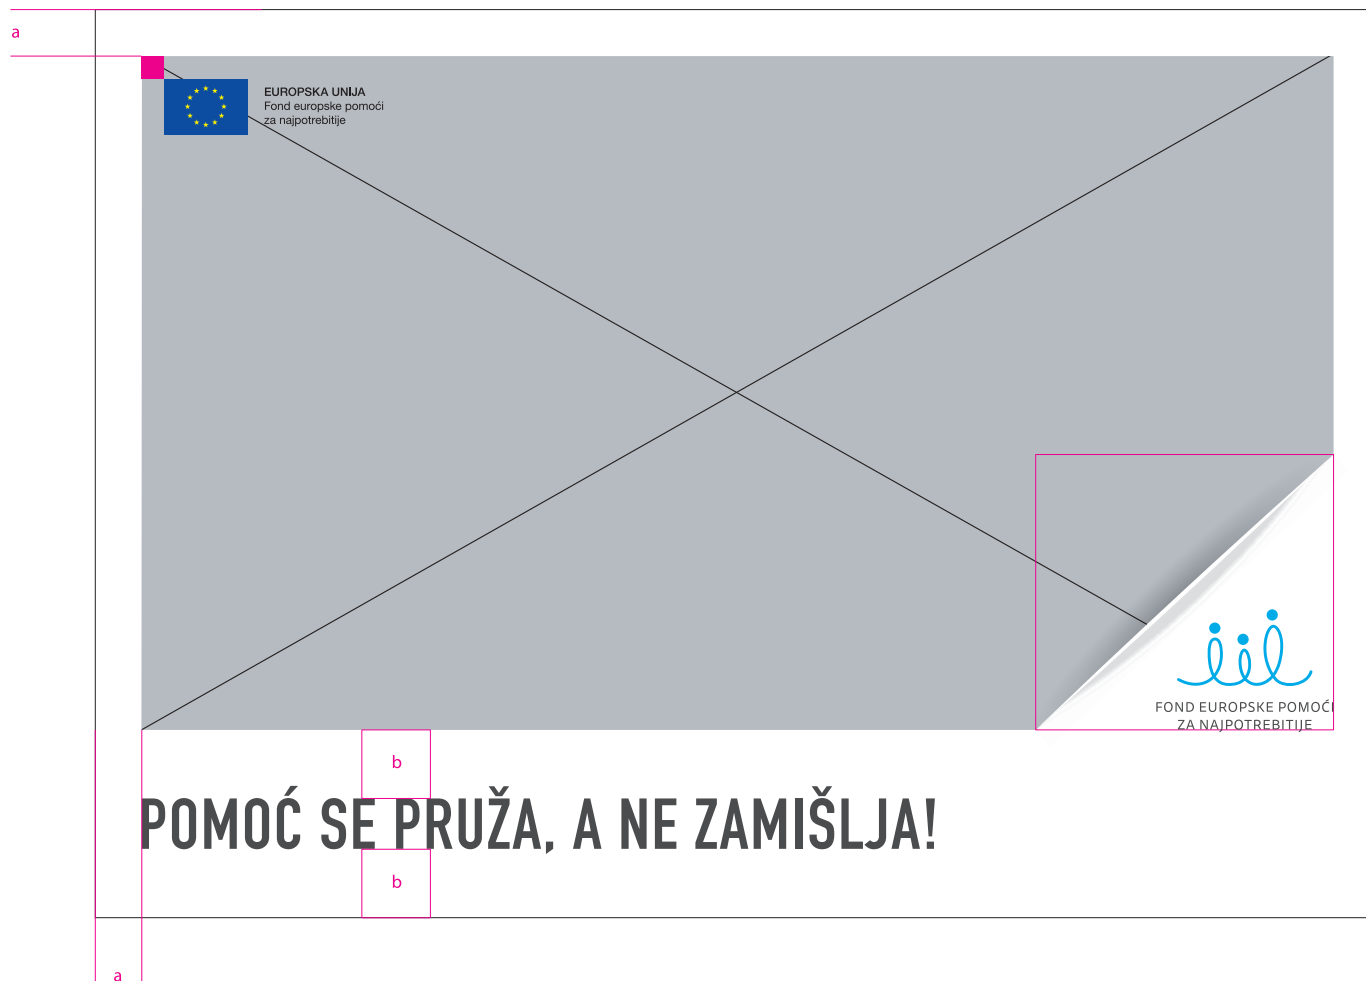 a
EUROPSKA UNIJA
Fond europske pomoći
za najpotrebitije
FOND EUROPSKE POMOĆI
ZA NAJPOTREBITIJE
b
POMOĆ SE PRUŽA, A NE ZAMIŠLJA!
b
a